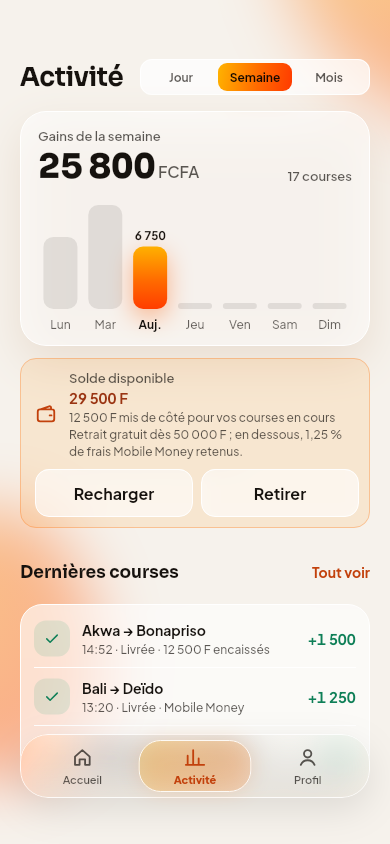 Activité
Jour Semaine Mois
Gains de la semaine
25 800 FCFA
17 courses
6 750
Lun Mar Auj. Jeu Ven Sam Dim
Solde disponible
29 500 F
12 500 F mis de côté pour vos courses en cours
Retrait gratuit dès 50 000 F ; en dessous, 1,25 %
de frais Mobile Money retenus.
Recharger Retirer
Dernières courses Tout voir
Akwa → Bonapriso
14:52 · Livrée · 12 500 F encaissés
+1 500
Bali → Deïdo
13:20 · Livrée · Mobile Money
+1 250
Accueil Activité Profil